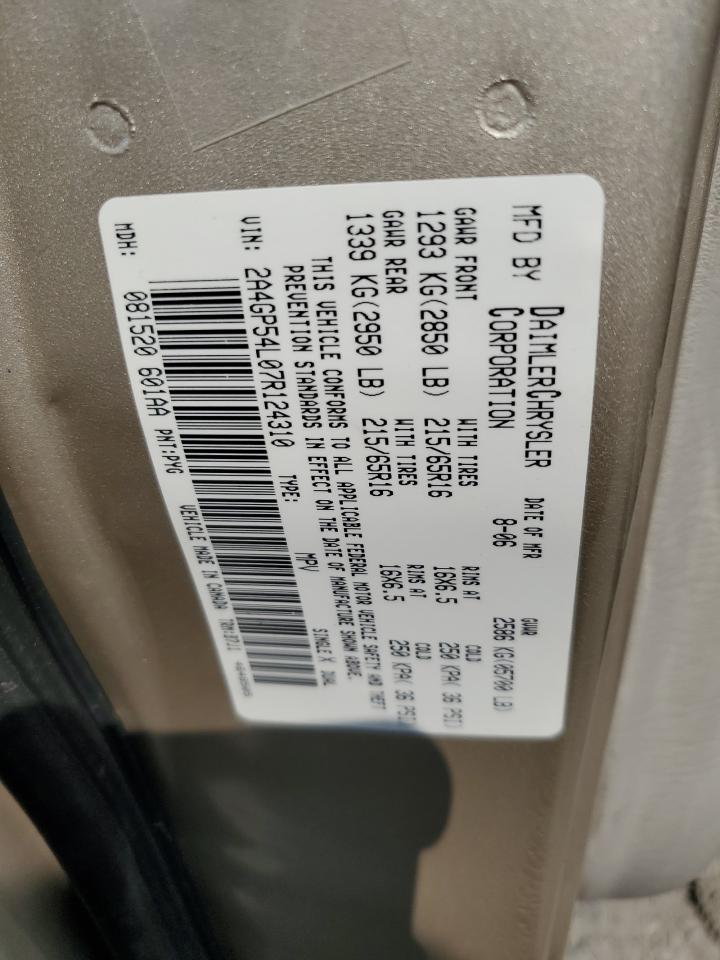 MFD BY DAIMLERCHRYSLER CORPORATION
DATE OF MFR 8-06
GVWR 2586 KG(05700 LB)
GAWR FRONT WITH TIRES RIMS AT COLD
1293 KG(2850 LB) 215/65R16 16X6.5 250 KPA( 36 PSI
GAWR REAR WITH TIRES RIMS AT COLD
1339 KG(2950 LB) 215/65R16 16X6.5 250 KPA( 36 PSI
THIS VEHICLE CONFORMS TO ALL APPLICABLE FEDERAL MOTOR VEHICLE SAFETY AND THEFT
PREVENTION STANDARDS IN EFFECT ON THE DATE OF MANUFACTURE SHOWN ABOVE.
VIN: 2A4GP54L07R124310 TYPE: MPV SINGLE X DUAL
MDH: 081520 601AA PNT:PYG VEHICLE MADE IN CANADA